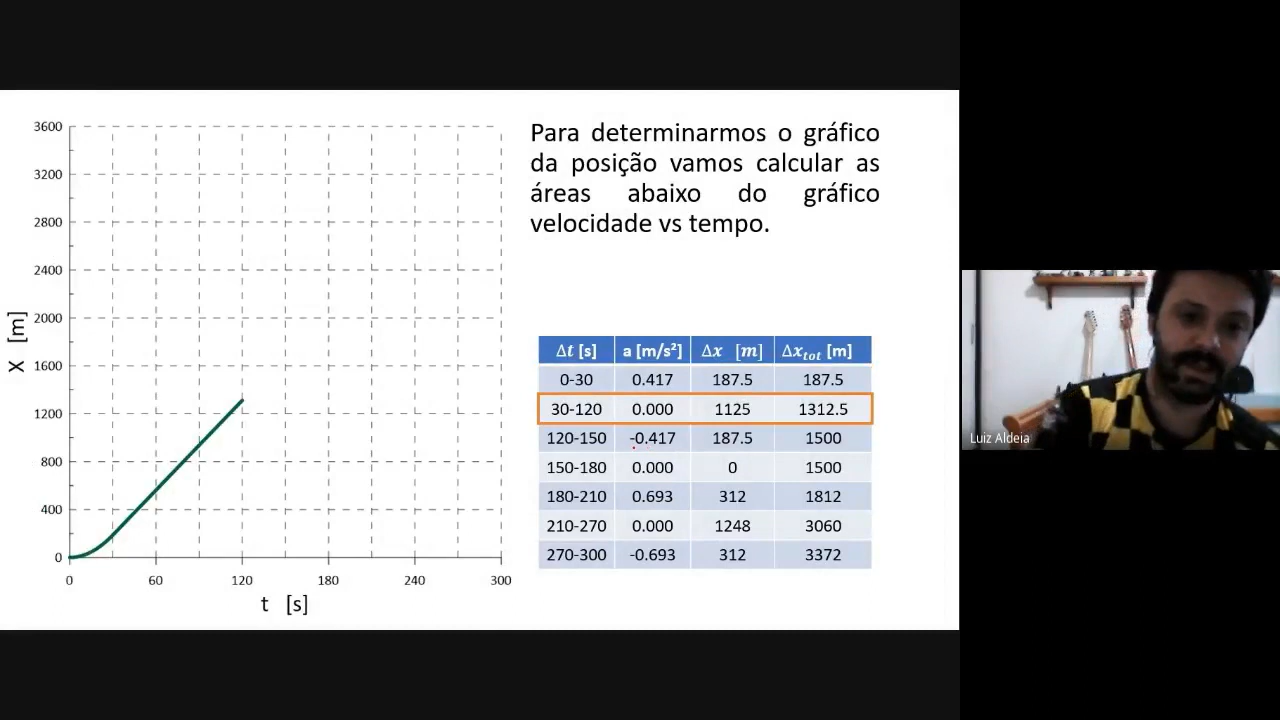 Para determinarmos o gráfico
da posição vamos calcular as
áreas abaixo do gráfico
velocidade vs tempo.
3600
3200
2800
2400
2000
1600
1200
800
400
0
X [m]
0 60 120 180 240 300
t [s]
Δt [s] a [m/s²] Δx [m] Δx_tot [m]
0-30 0.417 187.5 187.5
30-120 0.000 1125 1312.5
120-150 -0.417 187.5 1500
150-180 0.000 0 1500
180-210 0.693 312 1812
210-270 0.000 1248 3060
270-300 -0.693 312 3372
Luiz Aldeia